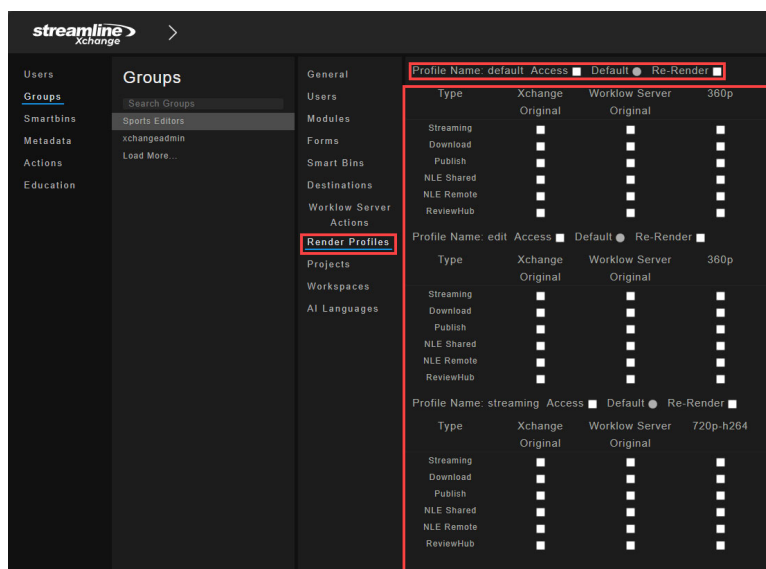 streamline
Xchange
Users
Groups
Smartbins
Metadata
Actions
Education
Groups
Search Groups
Sports Editors
xchangeadmin
Load More...
General
Users
Modules
Forms
Smart Bins
Destinations
Worklow Server
Actions
Render Profiles
Projects
Workspaces
AI Languages
Profile Name: default Access Default Re-Render
Type Xchange Worklow Server 360p
Original Original
Streaming
Download
Publish
NLE Shared
NLE Remote
ReviewHub
Profile Name: edit Access Default Re-Render
Type Xchange Worklow Server 360p
Original Original
Streaming
Download
Publish
NLE Shared
NLE Remote
ReviewHub
Profile Name: streaming Access Default Re-Render
Type Xchange Worklow Server 720p-h264
Original Original
Streaming
Download
Publish
NLE Shared
NLE Remote
ReviewHub